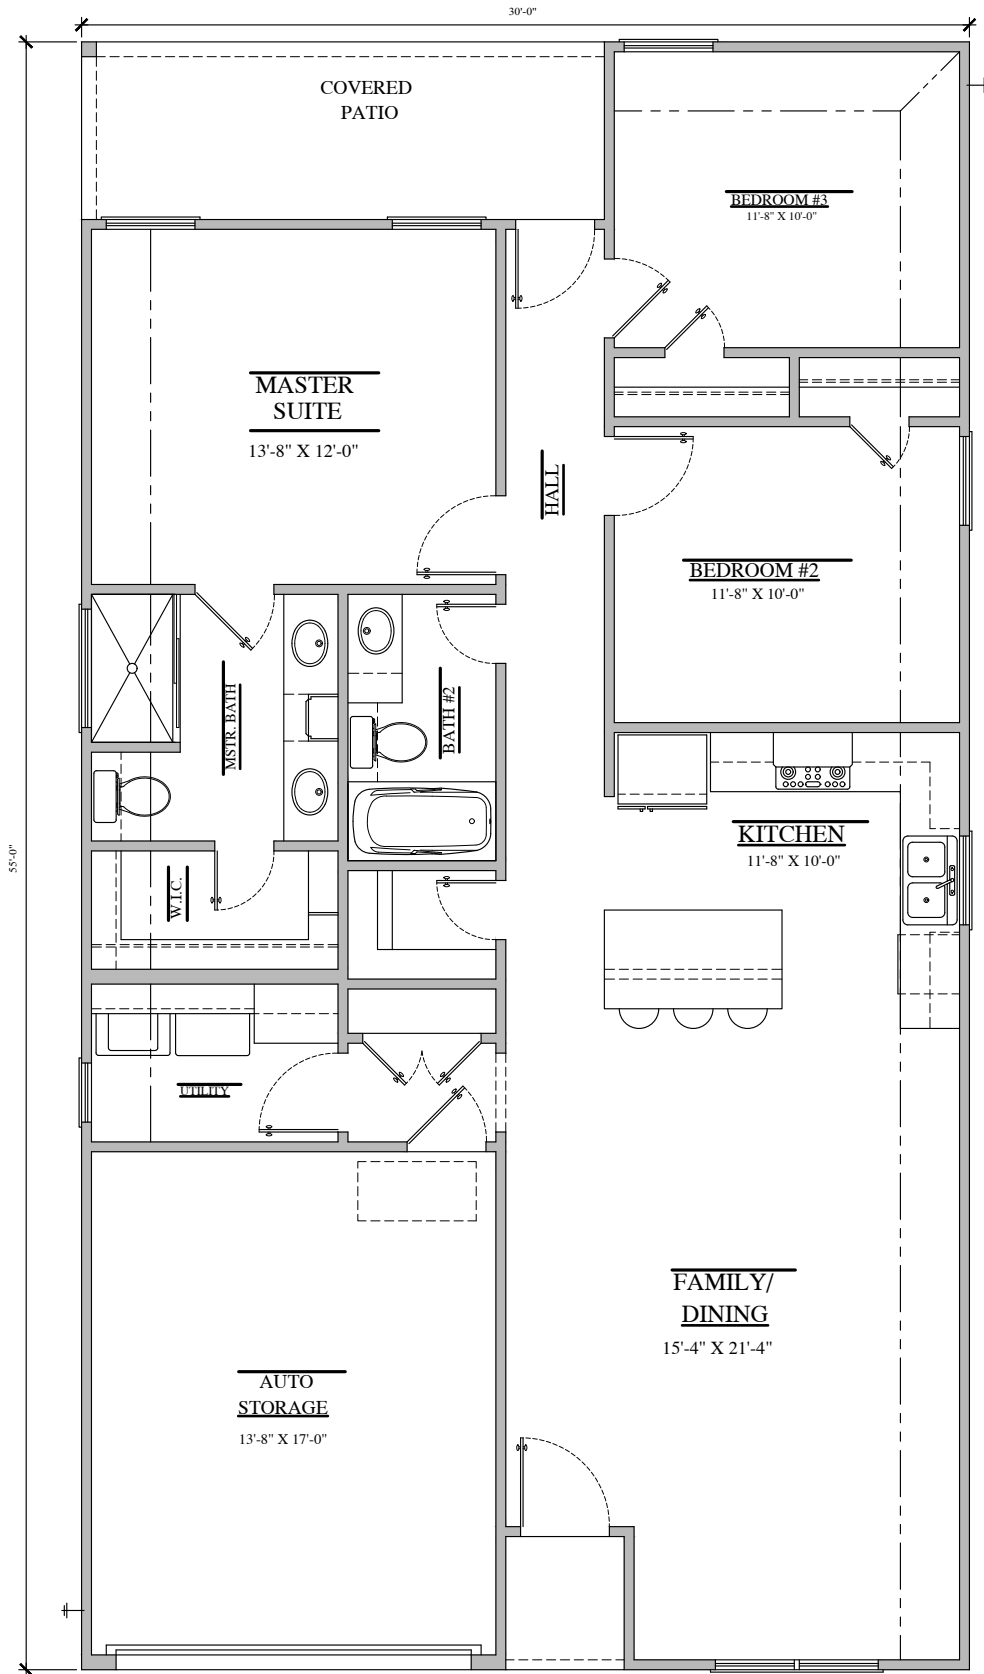 30'-0"
COVERED
PATIO
BEDROOM #3
11'-8" X 10'-0"
MASTER
SUITE
13'-8" X 12'-0"
HALL
BEDROOM #2
11'-8" X 10'-0"
MSTR. BATH
BATH #2
KITCHEN
11'-8" X 10'-0"
55'-0"
W.I.C.
UTILITY
FAMILY/
DINING
15'-4" X 21'-4"
AUTO
STORAGE
13'-8" X 17'-0"